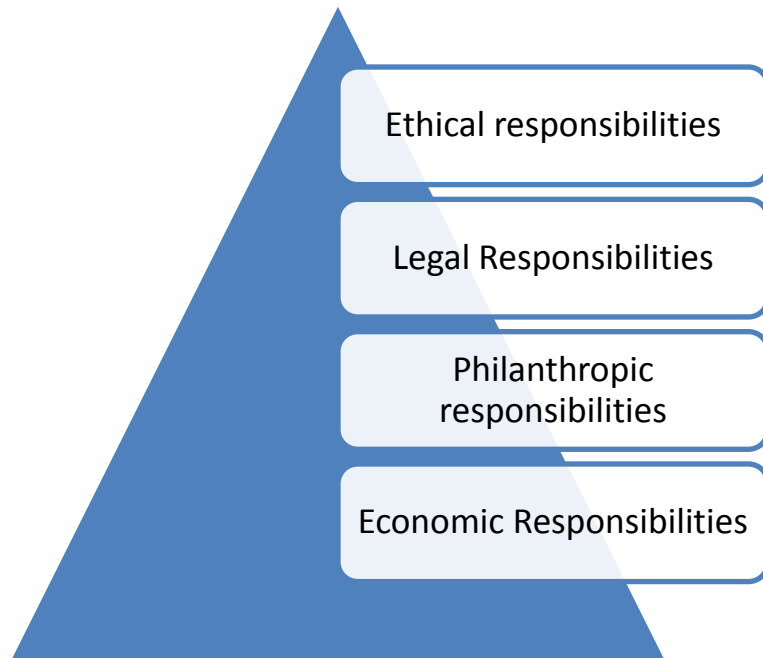 Ethical responsibilities
Legal Responsibilities
Philanthropic
responsibilities
Economic Responsibilities